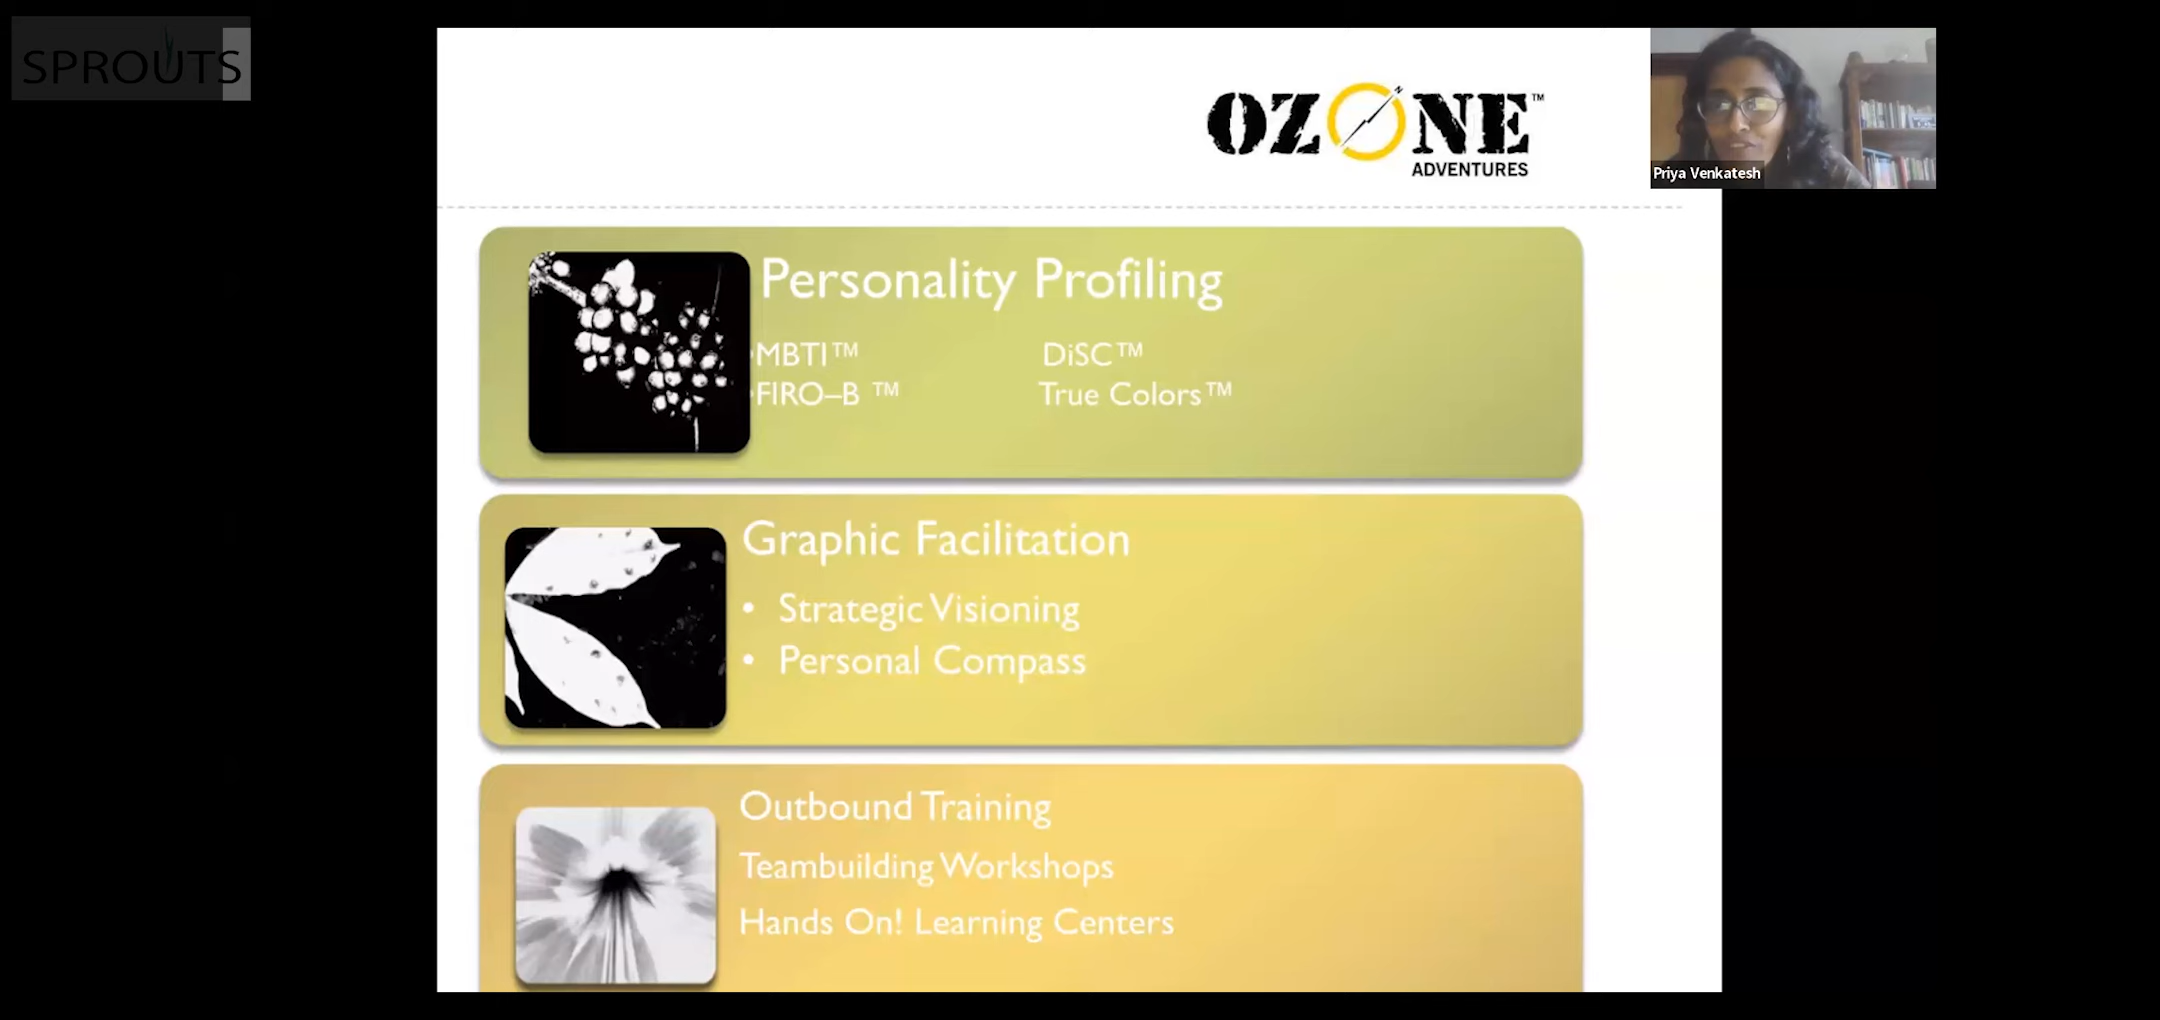 SPROUTS
OZONE™
ADVENTURES
Priya Venkatesh
Personality Profiling
•MBTI™ DiSC™
•FIRO–B ™ True Colors™
Graphic Facilitation
• Strategic Visioning
• Personal Compass
Outbound Training
Teambuilding Workshops
Hands On! Learning Centers